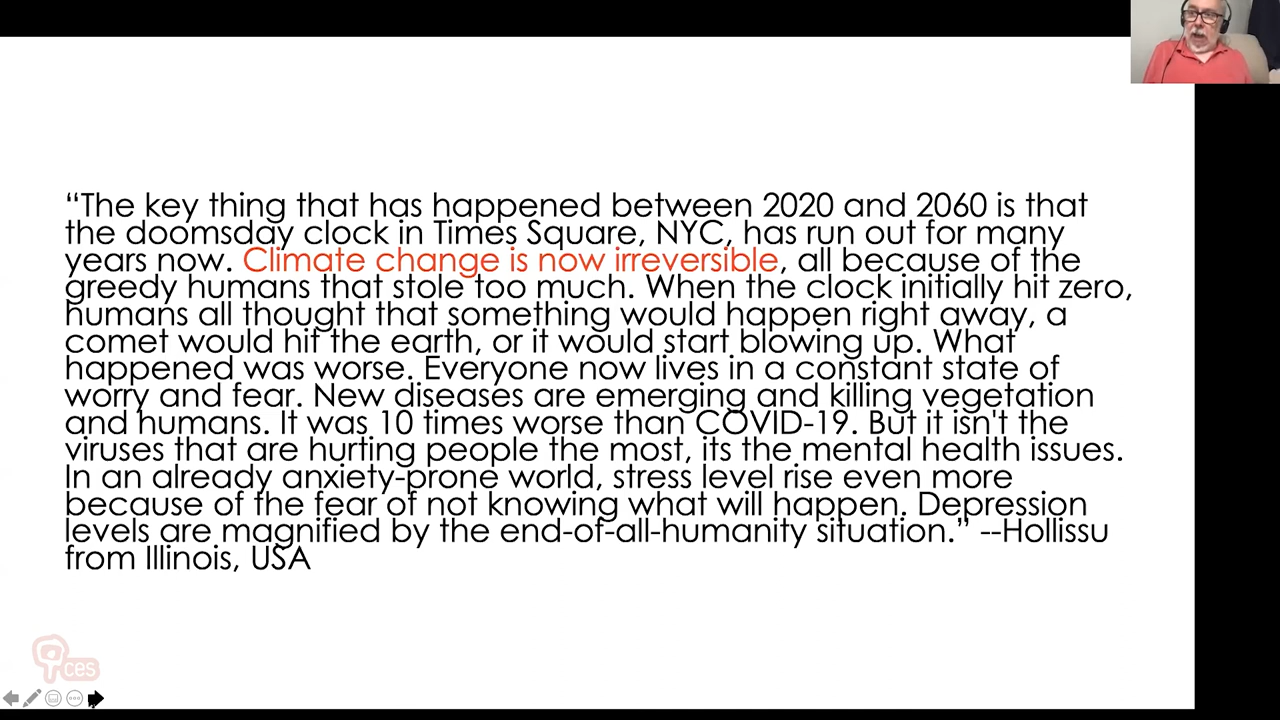 “The key thing that has happened between 2020 and 2060 is that
the doomsday clock in Times Square, NYC, has run out for many
years now. Climate change is now irreversible, all because of the
greedy humans that stole too much. When the clock initially hit zero,
humans all thought that something would happen right away, a
comet would hit the earth, or it would start blowing up. What
happened was worse. Everyone now lives in a constant state of
worry and fear. New diseases are emerging and killing vegetation
and humans. It was 10 times worse than COVID-19. But it isn't the
viruses that are hurting people the most, its the mental health issues.
In an already anxiety-prone world, stress level rise even more
because of the fear of not knowing what will happen. Depression
levels are magnified by the end-of-all-humanity situation.” --Hollissu
from Illinois, USA
ces